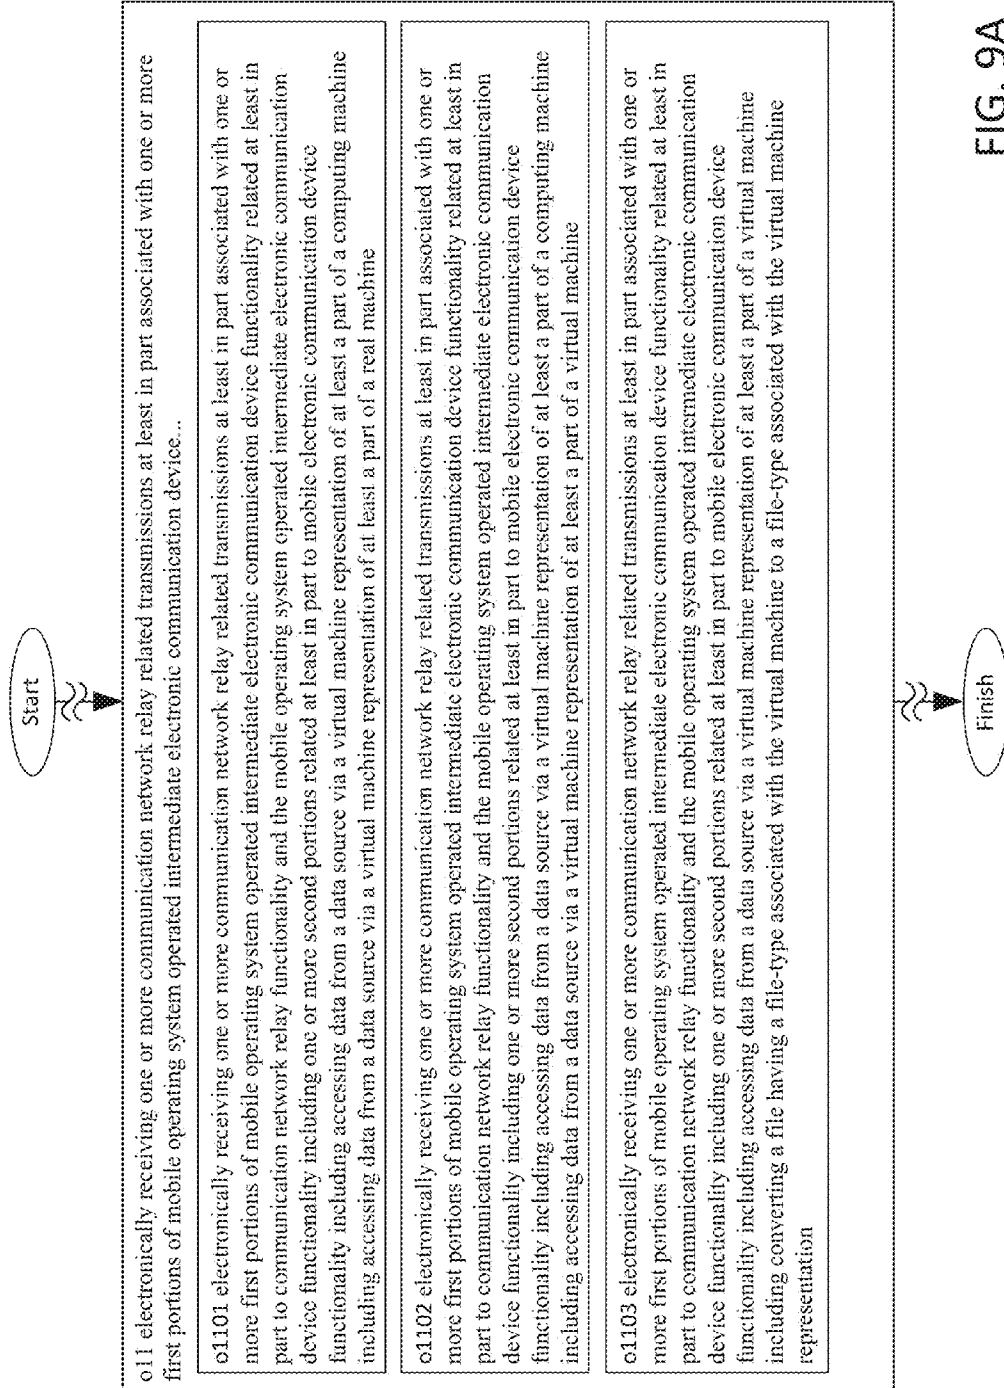 Start
o11 electronically receiving one or more communication network relay related transmissions at least in part associated with one or more
first portions of mobile operating system operated intermediate electronic communication device...
o1101 electronically receiving one or more communication network relay related transmissions at least in part associated with one or
more first portions of mobile operating system operated intermediate electronic communication device functionality related at least in
part to communication network relay functionality and the mobile operating system operated intermediate electronic communication
device functionality including one or more second portions related at least in part to mobile electronic communication device
functionality including accessing data from a data source via a virtual machine representation of at least a part of a computing machine
including accessing data from a data source via a virtual machine representation of at least a part of a real machine
o1102 electronically receiving one or more communication network relay related transmissions at least in part associated with one or
more first portions of mobile operating system operated intermediate electronic communication device functionality related at least in
part to communication network relay functionality and the mobile operating system operated intermediate electronic communication
device functionality including one or more second portions related at least in part to mobile electronic communication device
functionality including accessing data from a data source via a virtual machine representation of at least a part of a computing machine
including accessing data from a data source via a virtual machine representation of at least a part of a virtual machine
o1103 electronically receiving one or more communication network relay related transmissions at least in part associated with one or
more first portions of mobile operating system operated intermediate electronic communication device functionality related at least in
part to communication network relay functionality and the mobile operating system operated intermediate electronic communication
device functionality including one or more second portions related at least in part to mobile electronic communication device
functionality including accessing data from a data source via a virtual machine representation of at least a part of a virtual machine
including converting a file having a file-type associated with the virtual machine to a file-type associated with the virtual machine
representation
Finish
FIG. 9A